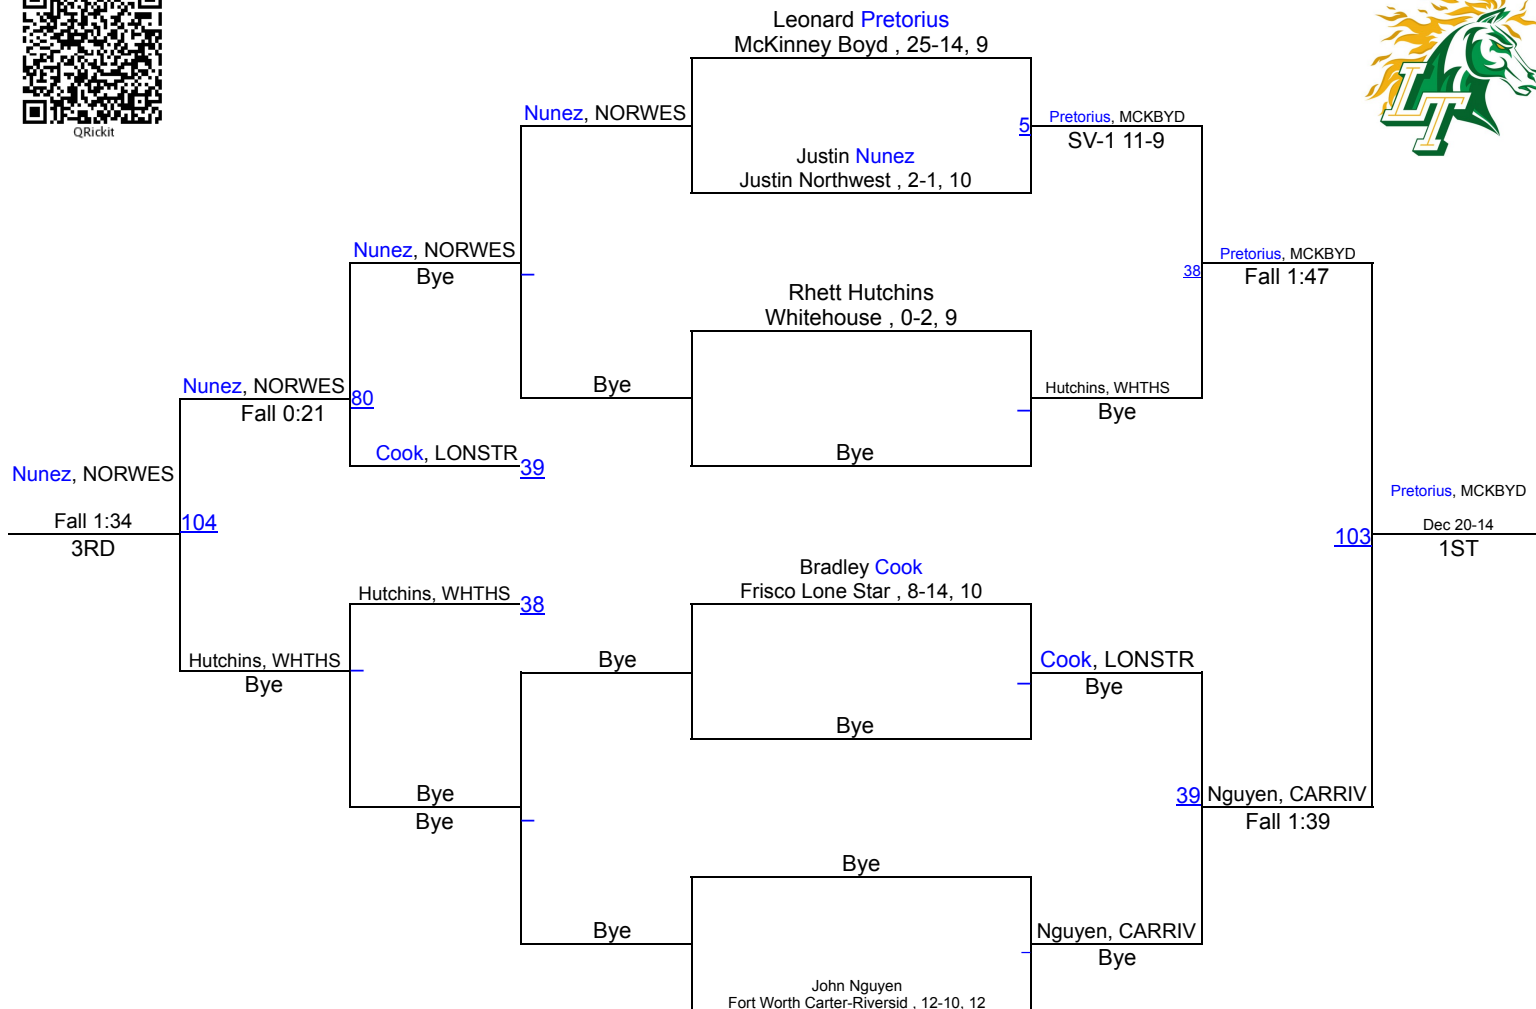 QRickit
LT
Leonard Pretorius
McKinney Boyd , 25-14, 9
Nunez, NORWES
5
Pretorius, MCKBYD
SV-1 11-9
Justin Nunez
Justin Northwest , 2-1, 10
Nunez, NORWES
Bye
38
Pretorius, MCKBYD
Fall 1:47
Rhett Hutchins
Whitehouse , 0-2, 9
Nunez, NORWES
80
Fall 0:21
Bye
Hutchins, WHTHS
Bye
Cook, LONSTR
39
Bye
Nunez, NORWES
Fall 1:34
104
3RD
Pretorius, MCKBYD
103
Dec 20-14
1ST
Bradley Cook
Frisco Lone Star , 8-14, 10
Hutchins, WHTHS
38
Hutchins, WHTHS
Bye
Bye
Cook, LONSTR
Bye
Bye
Bye
Bye
39
Nguyen, CARRIV
Fall 1:39
Bye
Bye
Nguyen, CARRIV
Bye
John Nguyen
Fort Worth Carter-Riversid , 12-10, 12